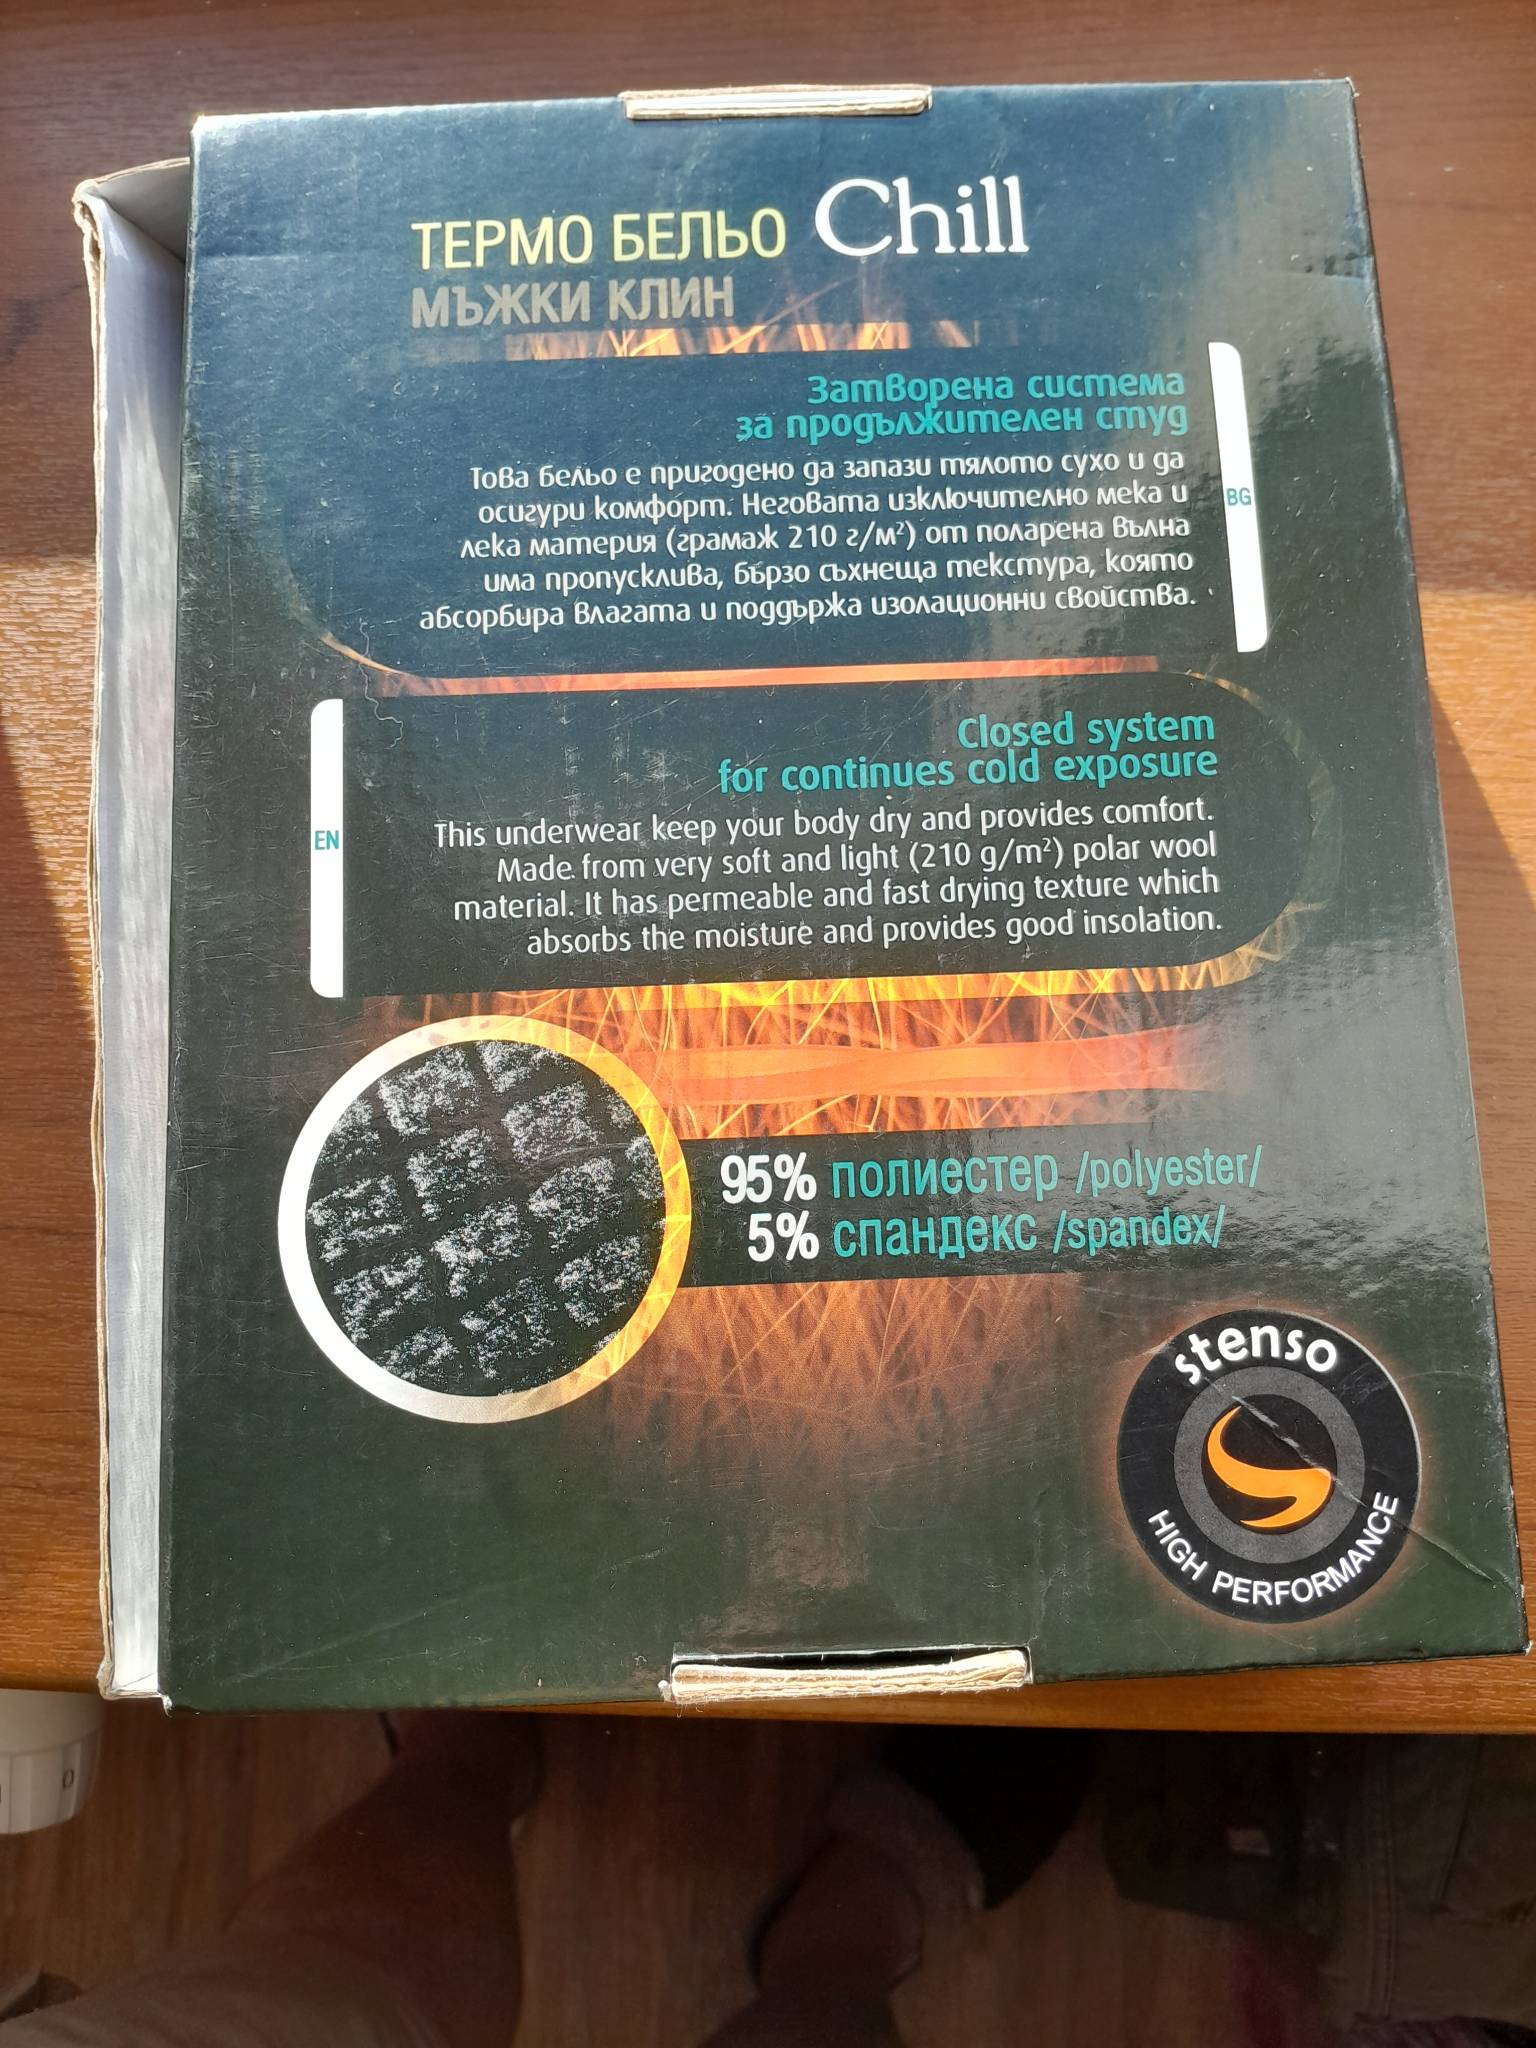 ТЕРМО БЕЛЬО Chill
МЪЖКИ КЛИН
Затворена система
за продължителен студ
Това бельо е пригодено да запази тялото сухо и да
осигури комфорт. Неговата изключително мека и
лека материя (грамаж 210 г/м²) от поларена вълна
има пропусклива, бързо съхнеща текстура, която
абсорбира влагата и поддържа изолационни свойства.
BG
Closed system
for continues cold exposure
EN
This underwear keep your body dry and provides comfort.
Made from very soft and light (210 g/m²) polar wool
material. It has permeable and fast drying texture which
absorbs the moisture and provides good insolation.
95% полиестер /polyester/
5% спандекс /spandex/
stenso
HIGH PERFORMANCE